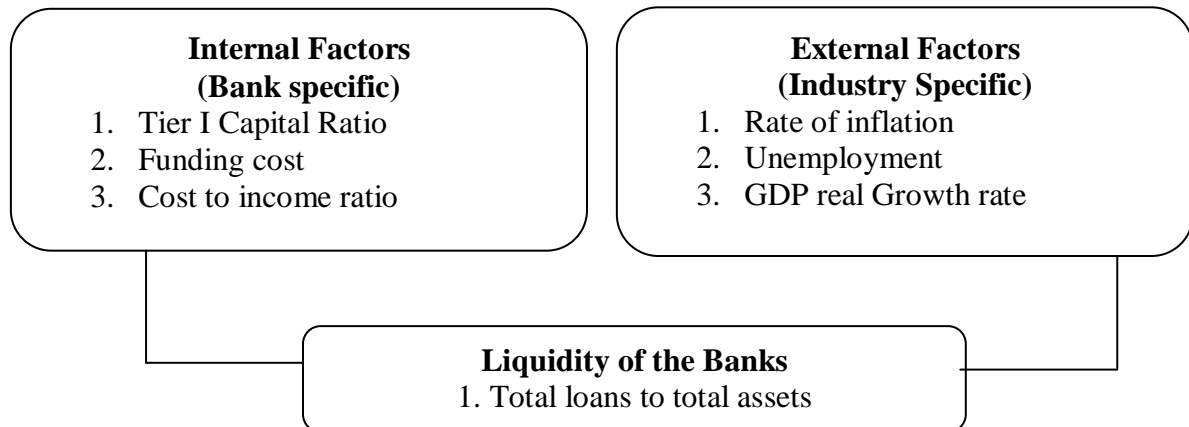 Internal Factors
(Bank specific)
1. Tier I Capital Ratio
2. Funding cost
3. Cost to income ratio
External Factors
(Industry Specific)
1. Rate of inflation
2. Unemployment
3. GDP real Growth rate
Liquidity of the Banks
1. Total loans to total assets